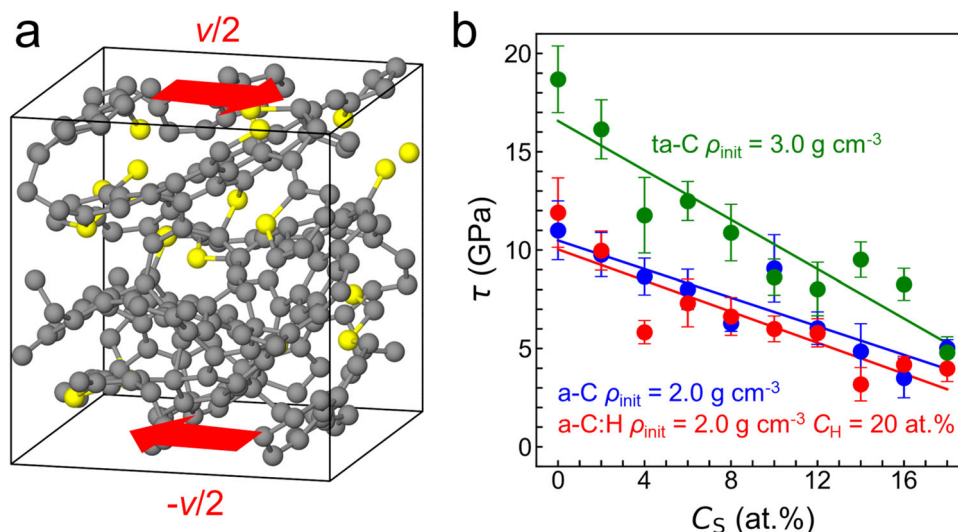 a
v/2
-v/2
b
τ (GPa)
20
15
10
5
0
ta-C ρinit = 3.0 g cm-3
a-C ρinit = 2.0 g cm-3
a-C:H ρinit = 2.0 g cm-3 CH = 20 at.%
0 4 8 12 16
CS (at.%)